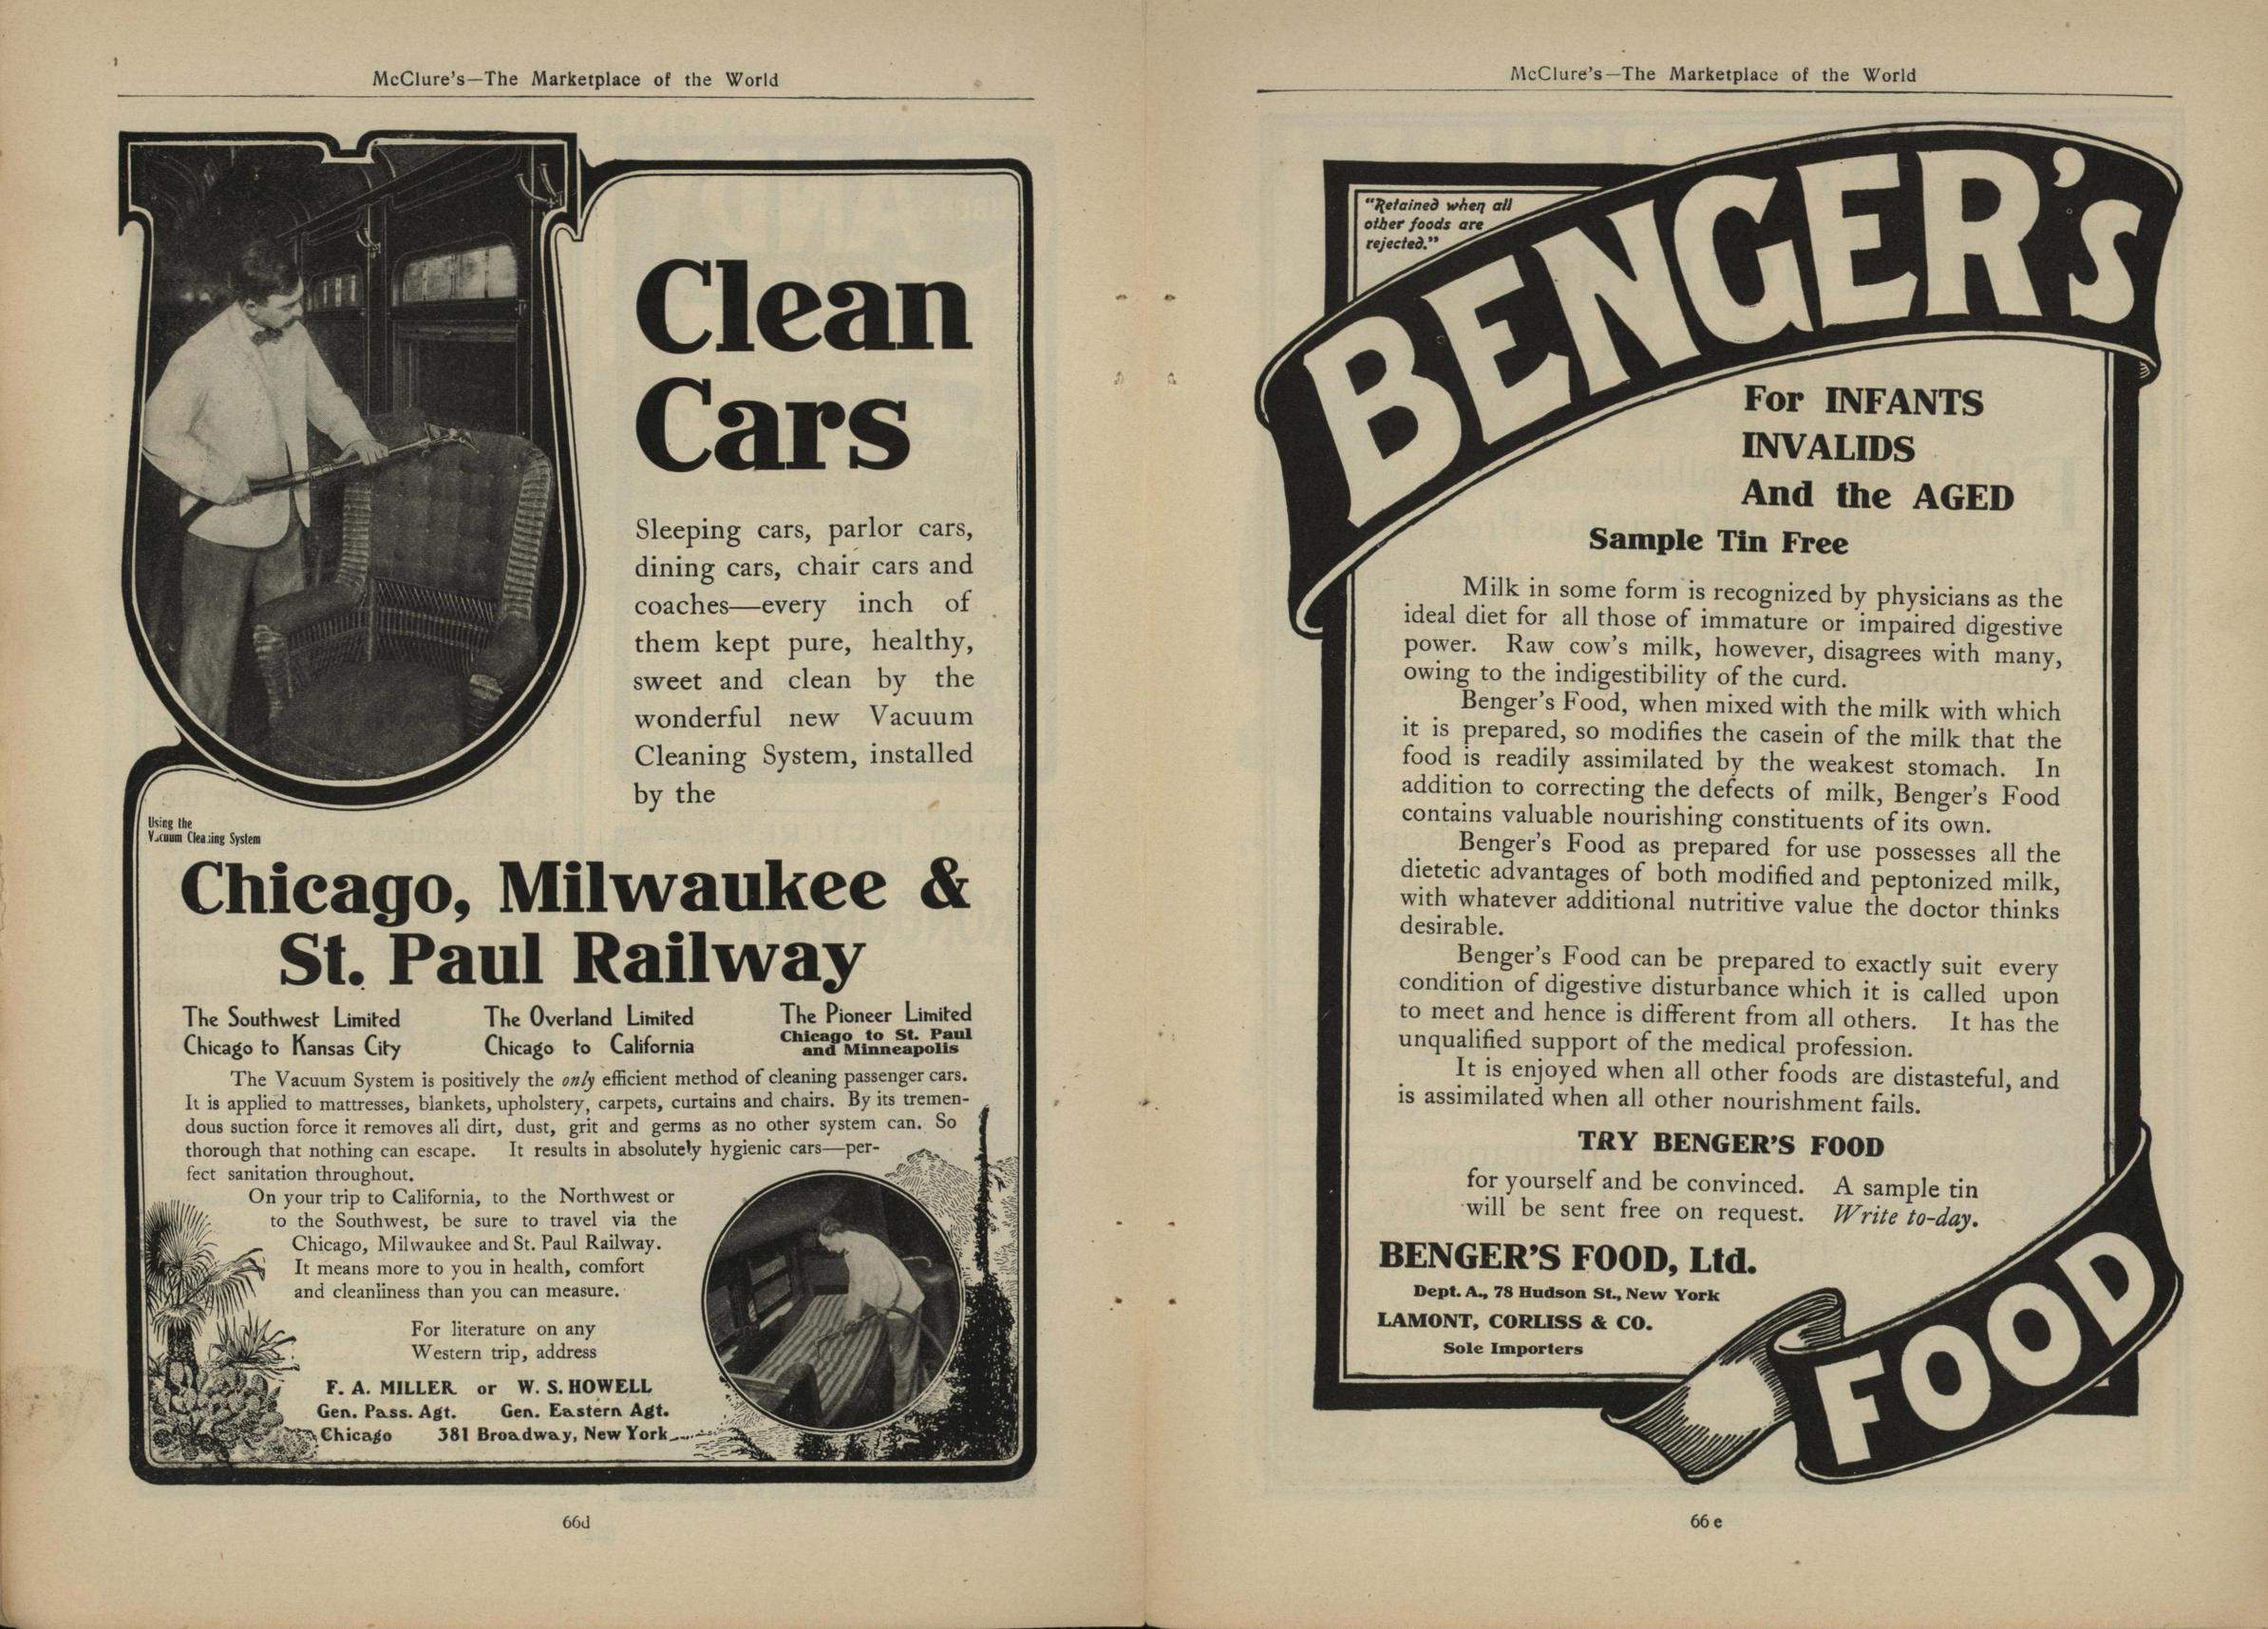 McClure's—The Marketplace of the World
Clean
Cars
Sleeping cars, parlor cars,
dining cars, chair cars and
coaches—every inch of
them kept pure, healthy,
sweet and clean by the
wonderful new Vacuum
Cleaning System, installed
by the
Using the
Vacuum Cleaning System
Chicago, Milwaukee &
St. Paul Railway
The Southwest Limited
Chicago to Kansas City
The Overland Limited
Chicago to California
The Pioneer Limited
Chicago to St. Paul
and Minneapolis
The Vacuum System is positively the only efficient method of cleaning passenger cars.
It is applied to mattresses, blankets, upholstery, carpets, curtains and chairs. By its tremen-
dous suction force it removes all dirt, dust, grit and germs as no other system can. So
thorough that nothing can escape. It results in absolutely hygienic cars—per-
fect sanitation throughout.
On your trip to California, to the Northwest or
to the Southwest, be sure to travel via the
Chicago, Milwaukee and St. Paul Railway.
It means more to you in health, comfort
and cleanliness than you can measure.
For literature on any
Western trip, address
F. A. MILLER or W. S. HOWELL
Gen. Pass. Agt. Gen. Eastern Agt.
Chicago 381 Broadway, New York
66d
McClure's—The Marketplace of the World
"Retained when all
other foods are
rejected."
BENGER's
For INFANTS
INVALIDS
And the AGED
Sample Tin Free
Milk in some form is recognized by physicians as the
ideal diet for all those of immature or impaired digestive
power. Raw cow's milk, however, disagrees with many,
owing to the indigestibility of the curd.
Benger's Food, when mixed with the milk with which
it is prepared, so modifies the casein of the milk that the
food is readily assimilated by the weakest stomach. In
addition to correcting the defects of milk, Benger's Food
contains valuable nourishing constituents of its own.
Benger's Food as prepared for use possesses all the
dietetic advantages of both modified and peptonized milk,
with whatever additional nutritive value the doctor thinks
desirable.
Benger's Food can be prepared to exactly suit every
condition of digestive disturbance which it is called upon
to meet and hence is different from all others. It has the
unqualified support of the medical profession.
It is enjoyed when all other foods are distasteful, and
is assimilated when all other nourishment fails.
TRY BENGER'S FOOD
for yourself and be convinced. A sample tin
will be sent free on request. Write to-day.
BENGER'S FOOD, Ltd.
Dept. A., 78 Hudson St., New York
LAMONT, CORLISS & CO.
Sole Importers
FOOD
66 e